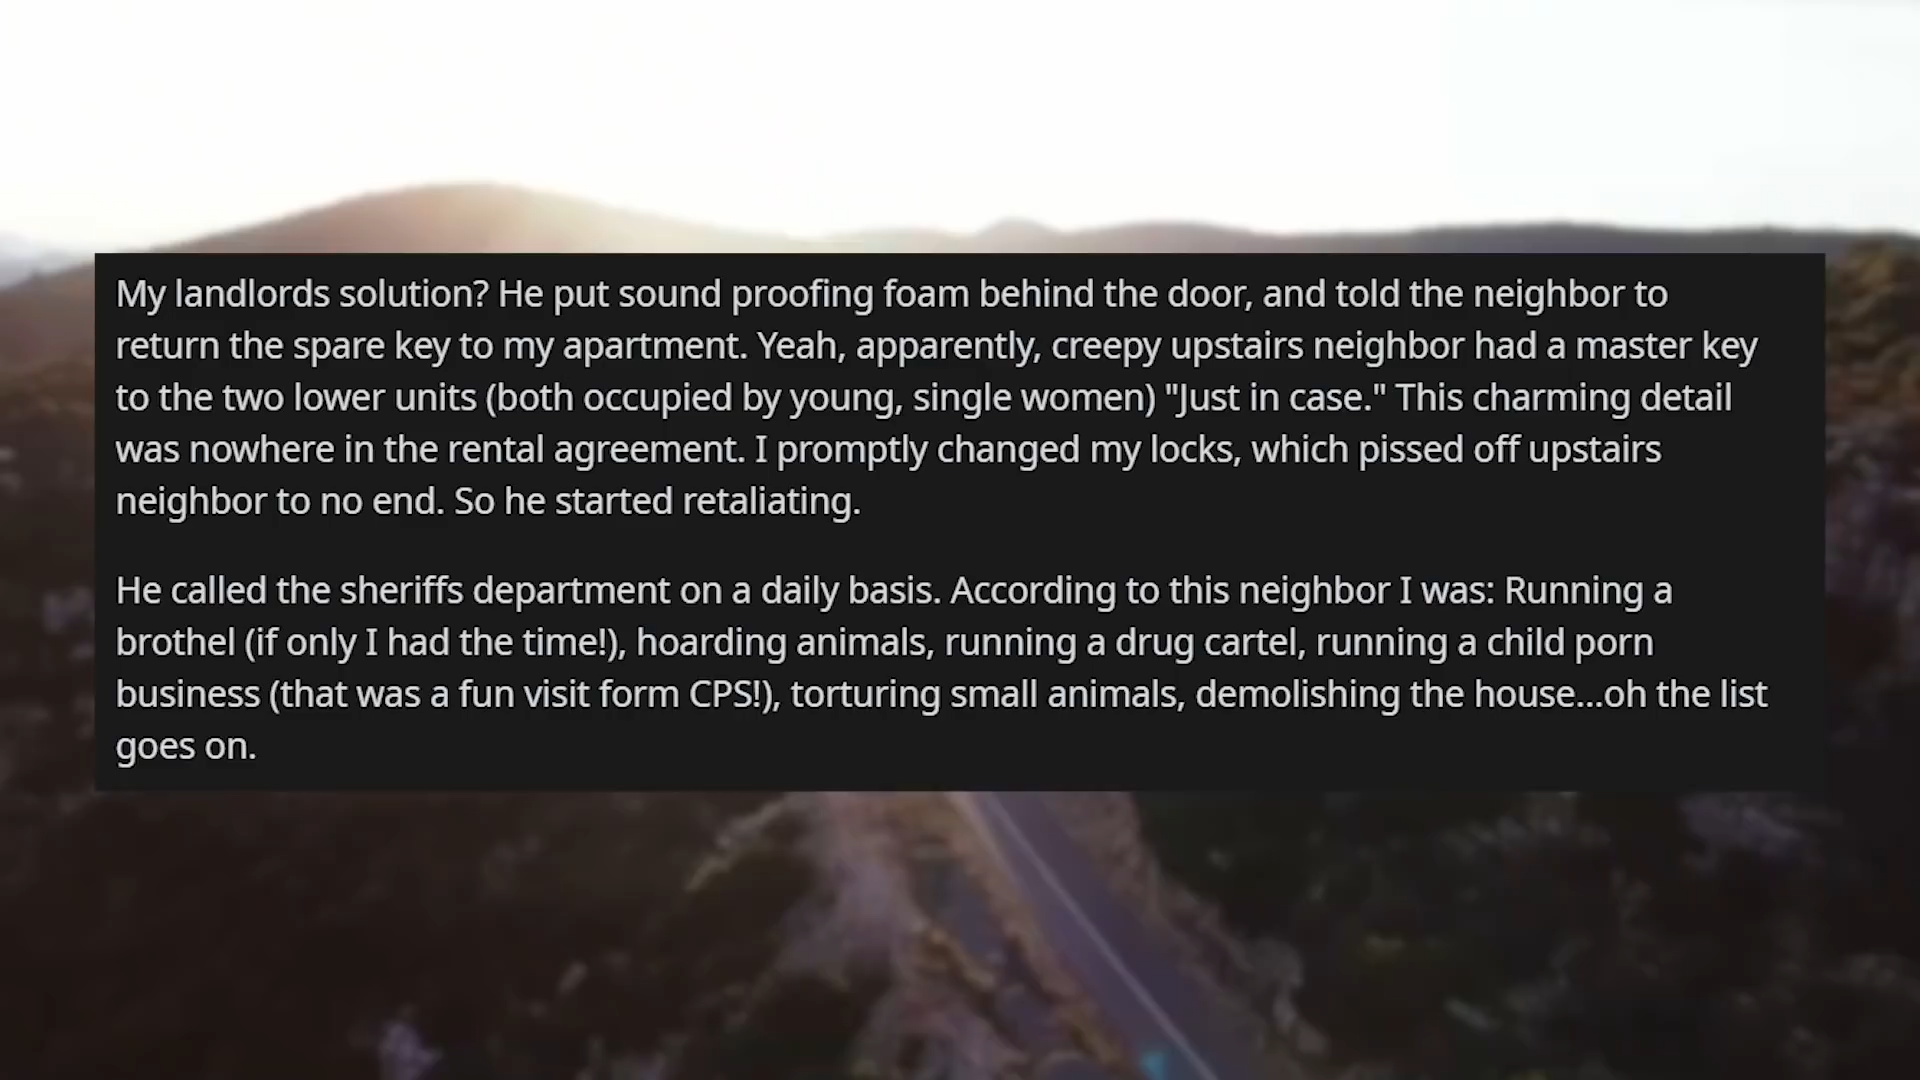 My landlords solution? He put sound proofing foam behind the door, and told the neighbor to
return the spare key to my apartment. Yeah, apparently, creepy upstairs neighbor had a master key
to the two lower units (both occupied by young, single women) "Just in case." This charming detail
was nowhere in the rental agreement. I promptly changed my locks, which pissed off upstairs
neighbor to no end. So he started retaliating.
He called the sheriffs department on a daily basis. According to this neighbor I was: Running a
brothel (if only I had the time!), hoarding animals, running a drug cartel, running a child porn
business (that was a fun visit form CPS!), torturing small animals, demolishing the house...oh the list
goes on.